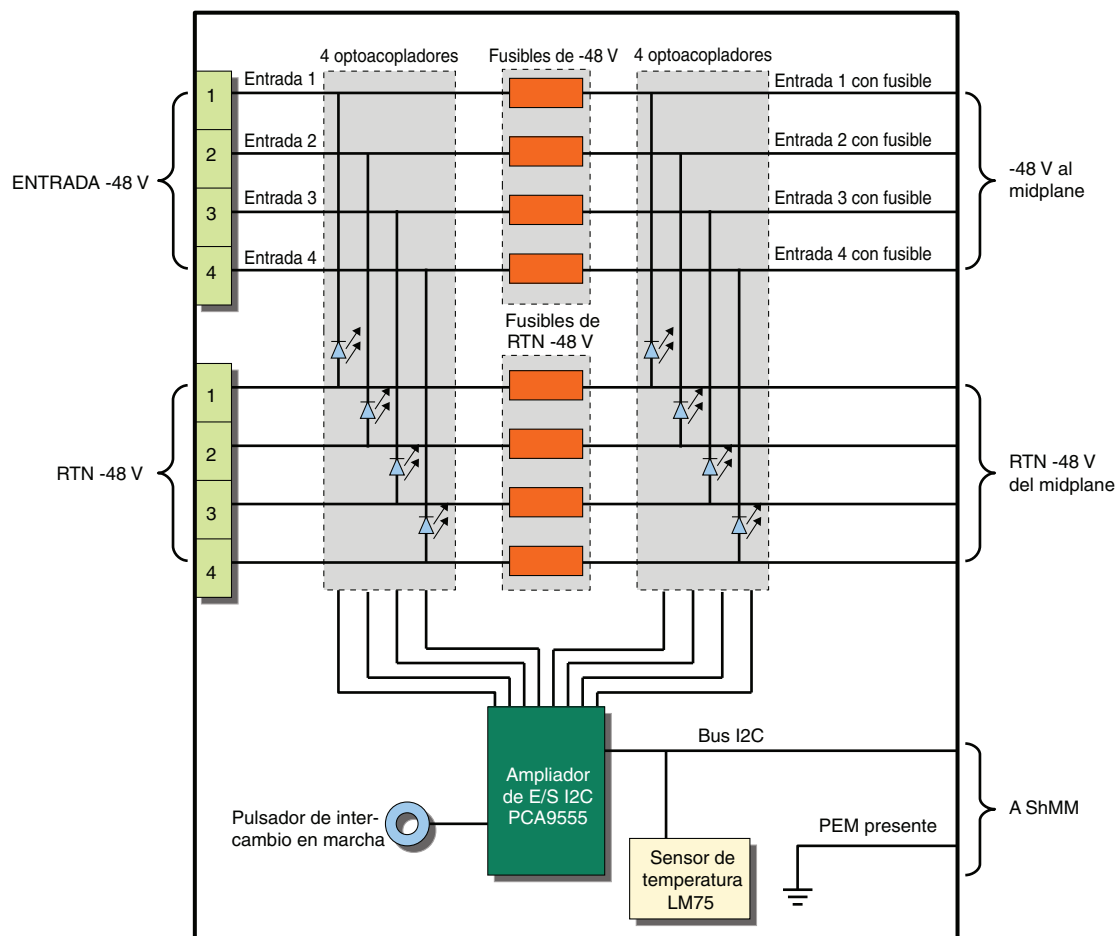 4 optoacopladores
Fusibles de -48 V
4 optoacopladores
1
Entrada 1
Entrada 1 con fusible
2
Entrada 2
Entrada 2 con fusible
ENTRADA -48 V
-48 V al
midplane
3
Entrada 3
Entrada 3 con fusible
4
Entrada 4
Entrada 4 con fusible
Fusibles de
RTN -48 V
1
2
RTN -48 V
RTN -48 V
del midplane
3
4
Bus I2C
Ampliador
de E/S I2C
PCA9555
Pulsador de inter-
cambio en marcha
A ShMM
PEM presente
Sensor de
temperatura
LM75